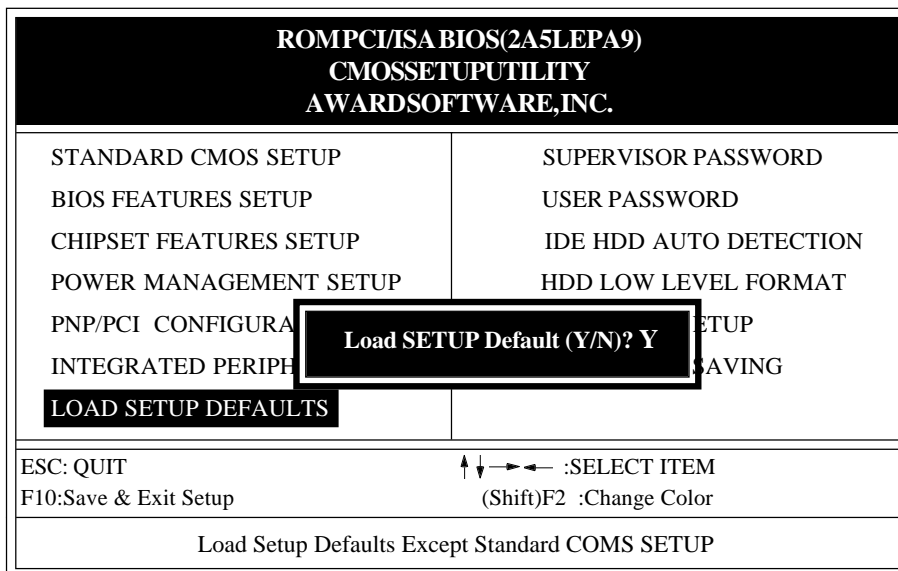 ROMPCI/ISABIOS(2A5LEPA9)
CMOSSETUPUTILITY
AWARDSOFTWARE,INC.
STANDARD CMOS SETUP
BIOS FEATURES SETUP
CHIPSET FEATURES SETUP
POWER MANAGEMENT SETUP
PNP/PCI CONFIGURA
INTEGRATED PERIPH
LOAD SETUP DEFAULTS
SUPERVISOR PASSWORD
USER PASSWORD
IDE HDD AUTO DETECTION
HDD LOW LEVEL FORMAT
ETUP
SAVING
Load SETUP Default (Y/N)? Y
ESC: QUIT
F10:Save & Exit Setup
:SELECT ITEM
(Shift)F2 :Change Color
Load Setup Defaults Except Standard COMS SETUP